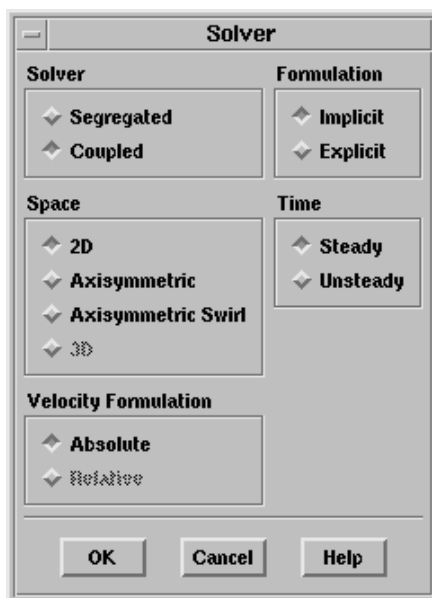 Solver
Solver
Segregated
Coupled
Formulation
Implicit
Explicit
Space
2D
Axisymmetric
Axisymmetric Swirl
3D
Time
Steady
Unsteady
Velocity Formulation
Absolute
Relative
OK
Cancel
Help